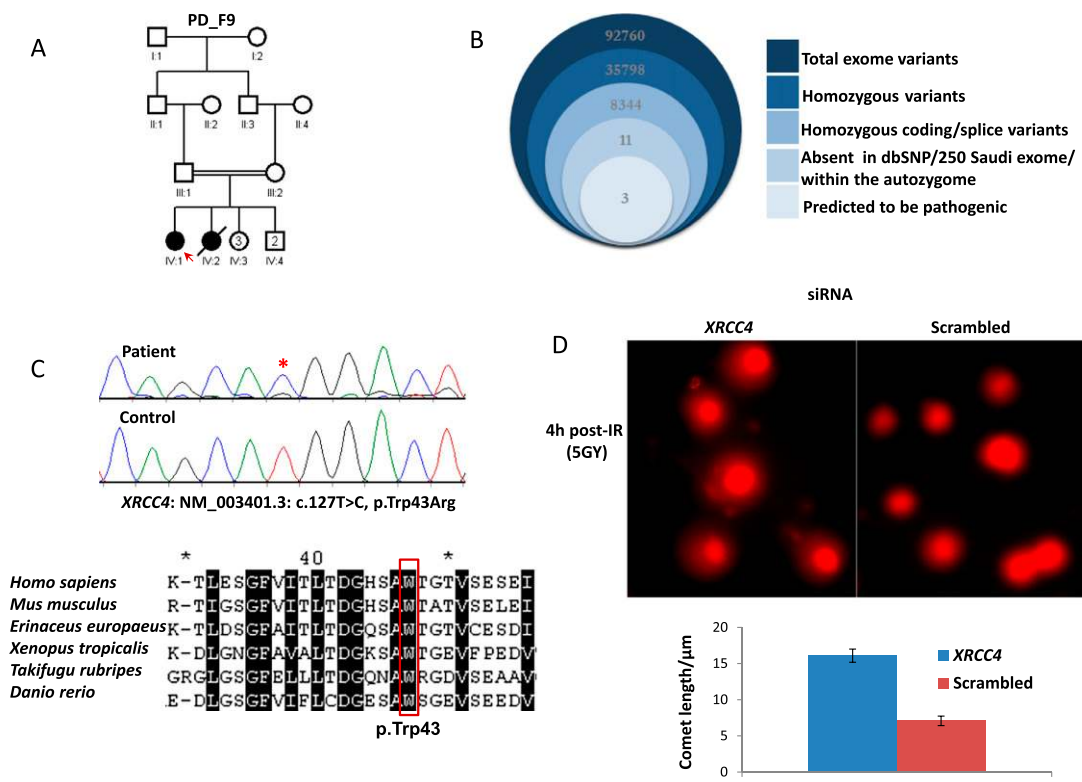 PD_F9
A
I:1
I:2
II:1
II:2
II:3
II:4
III:1
III:2
3
2
IV:1
IV:2
IV:3
IV:4
B
92760
35798
8344
11
3
Total exome variants
Homozygous variants
Homozygous coding/splice variants
Absent in dbSNP/250 Saudi exome/
within the autozygome
Predicted to be pathogenic
C
Patient
*
Control
XRCC4: NM_003401.3: c.127T>C, p.Trp43Arg
* 40 *
Homo sapiens K-TLESGFVITLTDGHSAWTGTVSESEI
Mus musculus R-TIGSGFVITLTDGHSAWTATVSELEI
Erinaceus europaeus K-TLDSGFAITLTDGQSAWTGTVCESDI
Xenopus tropicalis K-DLGNGFAVALTDGKSAWTGEVFPEDV
Takifugu rubripes GRGLGSGFELLLTDGQNAWRGDVSEAAV
Danio rerio E-DLGSGFVIFLCDGESAWSGEVSEEDV
p.Trp43
siRNA
D
XRCC4 Scrambled
4h post-IR
(5GY)
20
15
10
5
0
Comet length/µm
XRCC4
Scrambled